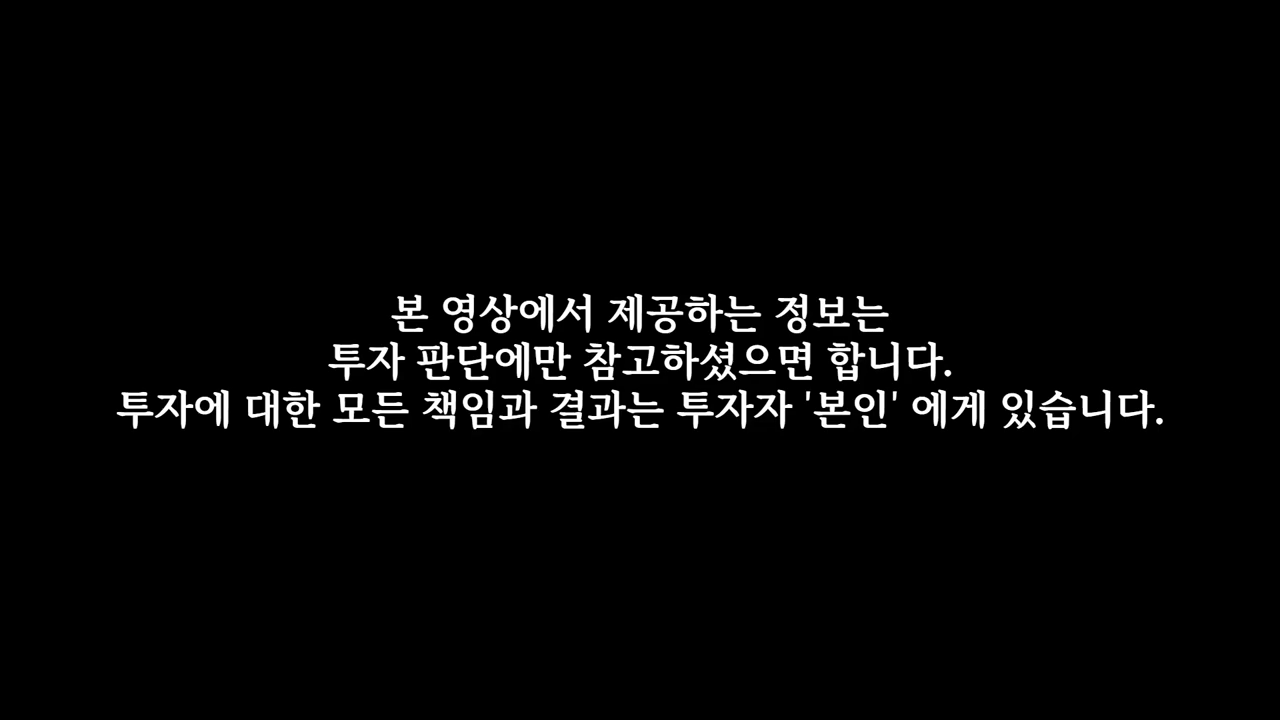 본 영상에서 제공하는 정보는
투자 판단에만 참고하셨으면 합니다.
투자에 대한 모든 책임과 결과는 투자자 '본인' 에게 있습니다.